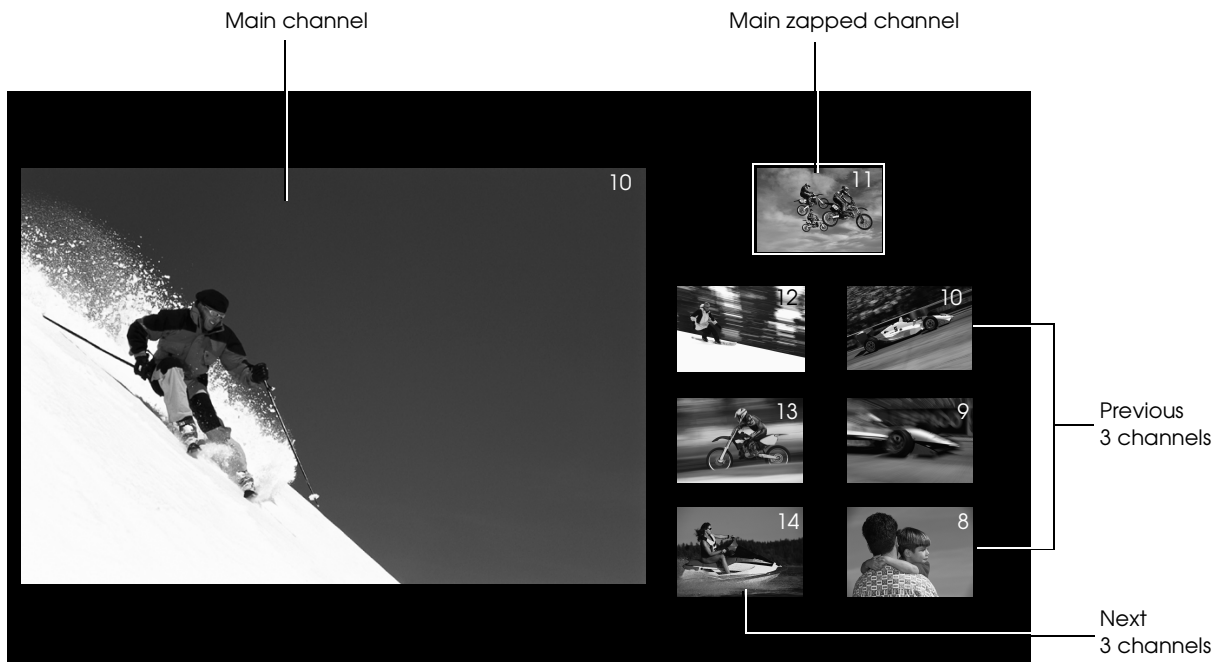 Main channel
Main zapped channel
10
11
12
10
13
9
14
8
Previous
3 channels
Next
3 channels